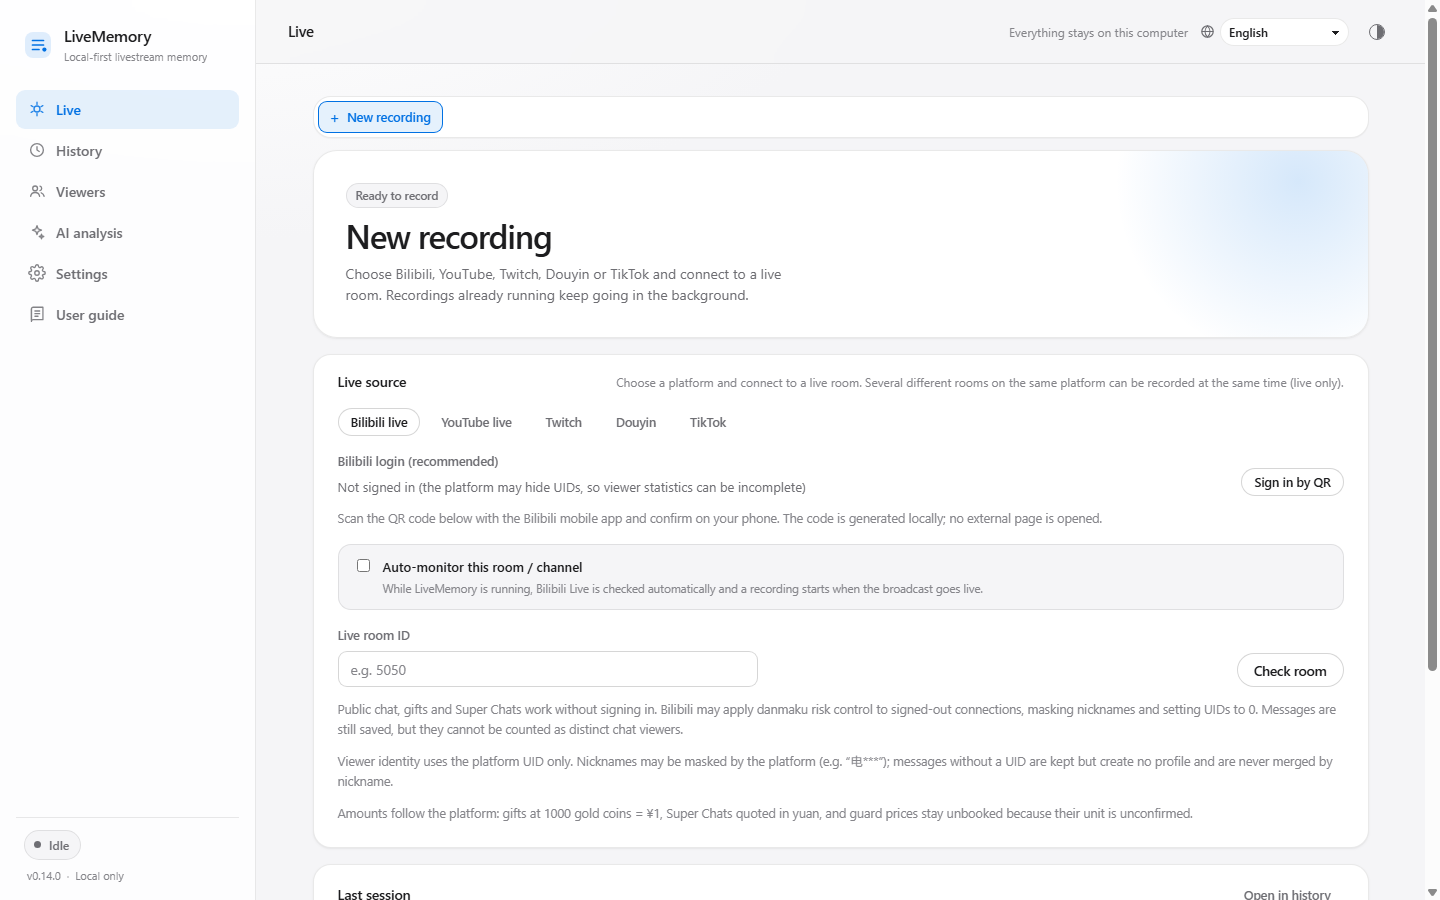 LiveMemory
Local-first livestream memory
Live
History
Viewers
AI analysis
Settings
User guide
Idle
v0.14.0 · Local only
Live
Everything stays on this computer
English
+ New recording
Ready to record
New recording
Choose Bilibili, YouTube, Twitch, Douyin or TikTok and connect to a live
room. Recordings already running keep going in the background.
Live source
Choose a platform and connect to a live room. Several different rooms on the same platform can be recorded at the same time (live only).
Bilibili live
YouTube live
Twitch
Douyin
TikTok
Bilibili login (recommended)
Not signed in (the platform may hide UIDs, so viewer statistics can be incomplete)
Sign in by QR
Scan the QR code below with the Bilibili mobile app and confirm on your phone. The code is generated locally; no external page is opened.
Auto-monitor this room / channel
While LiveMemory is running, Bilibili Live is checked automatically and a recording starts when the broadcast goes live.
Live room ID
e.g. 5050
Check room
Public chat, gifts and Super Chats work without signing in. Bilibili may apply danmaku risk control to signed-out connections, masking nicknames and setting UIDs to 0. Messages are
still saved, but they cannot be counted as distinct chat viewers.
Viewer identity uses the platform UID only. Nicknames may be masked by the platform (e.g. “电***”); messages without a UID are kept but create no profile and are never merged by
nickname.
Amounts follow the platform: gifts at 1000 gold coins = ¥1, Super Chats quoted in yuan, and guard prices stay unbooked because their unit is unconfirmed.
Last session
Open in history